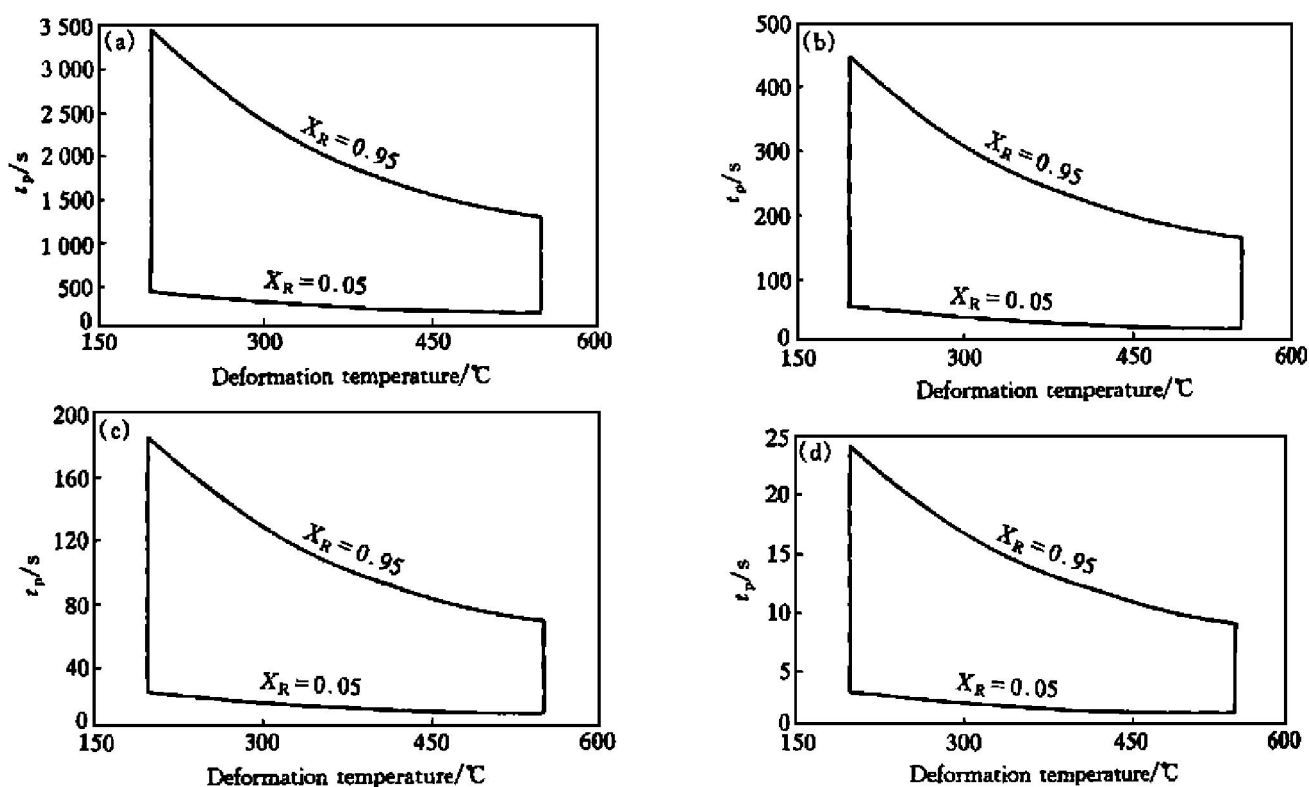 (a)
3 500
3 000
2 500
2 000
1 500
1 000
500
0
t_p/s
X_R = 0.95
X_R = 0.05
150 300 450 600
Deformation temperature/℃
(b)
500
400
300
200
100
0
t_p/s
X_R = 0.95
X_R = 0.05
150 300 450 600
Deformation temperature/℃
(c)
200
160
120
80
40
0
t_p/s
X_R = 0.95
X_R = 0.05
150 300 450 600
Deformation temperature/℃
(d)
25
20
15
10
5
0
t_p/s
X_R = 0.95
X_R = 0.05
150 300 450 600
Deformation temperature/℃